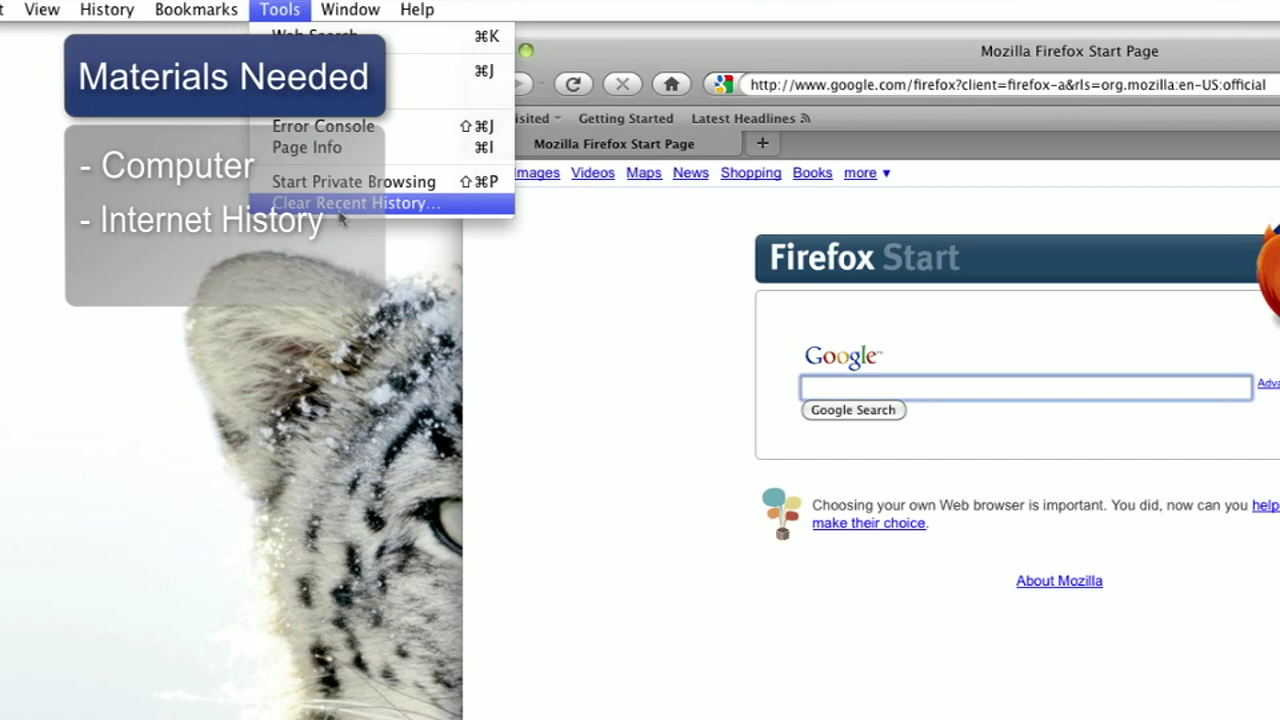 View History Bookmarks Tools Window Help
Web Search ⌘K
Materials Needed
⌘J
- Computer
- Internet History
Error Console ⇧⌘J
Page Info ⌘I
Start Private Browsing ⇧⌘P
Clear Recent History...
Mozilla Firefox Start Page
http://www.google.com/firefox?client=firefox-a&rls=org.mozilla:en-US:official
Getting Started Latest Headlines
Mozilla Firefox Start Page +
Videos Maps News Shopping Books more ▼
Firefox Start
Google™
Google Search
Choosing your own Web browser is important. You did, now can you help
make their choice.
About Mozilla